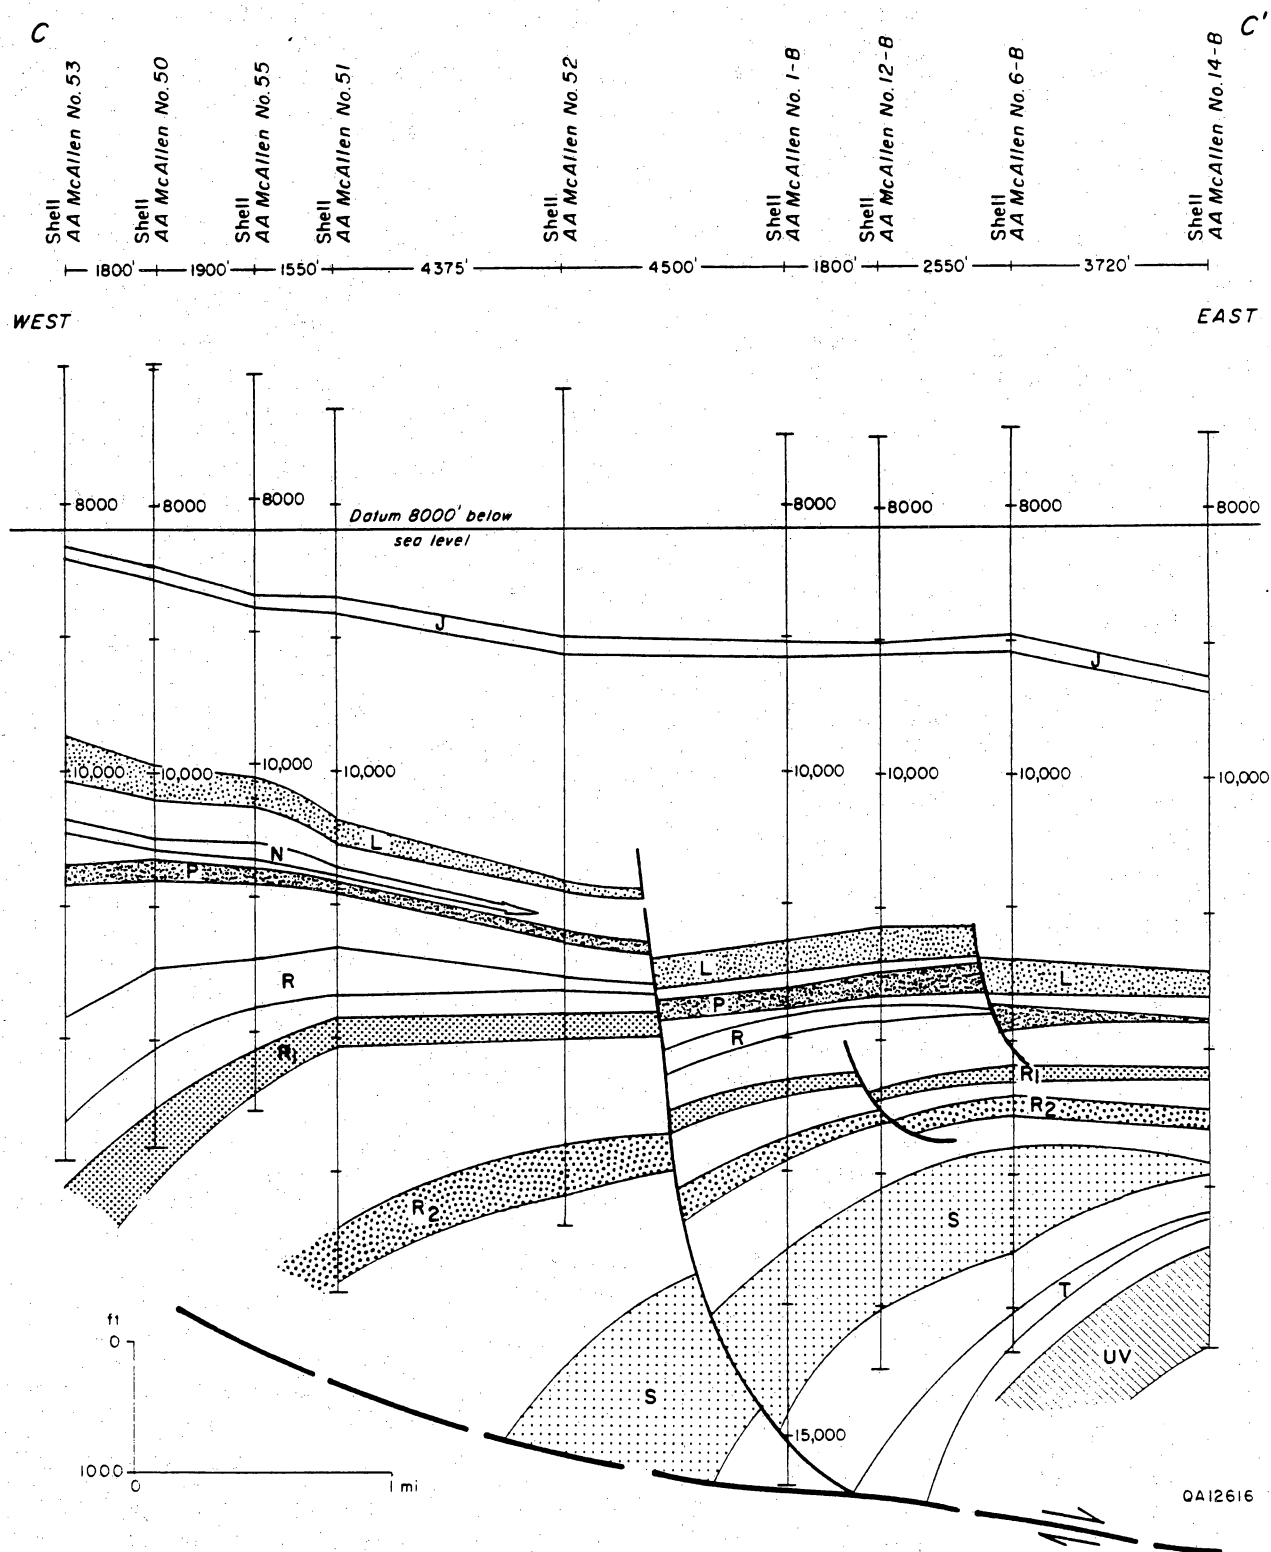 C
C'
Shell
AA McAllen No. 53
Shell
AA McAllen No. 50
Shell
AA McAllen No. 55
Shell
AA McAllen No. 51
Shell
AA McAllen No. 52
Shell
AA McAllen No. 1-B
Shell
AA McAllen No. 12-B
Shell
AA McAllen No. 6-B
Shell
AA McAllen No. 14-B
1800' 1900' 1550' 4375' 4500' 1800' 2550' 3720'
WEST
EAST
8000 8000 8000 8000 8000 8000 8000
Datum 8000' below
sea level
J
J
10,000 10,000 10,000 10,000 10,000 10,000 10,000 10,000
L
N
P
L
L
R
P
R
R1
R1
R2
R2
S
T
UV
S
ft
0
1000
0
1 mi
15,000
QA12616